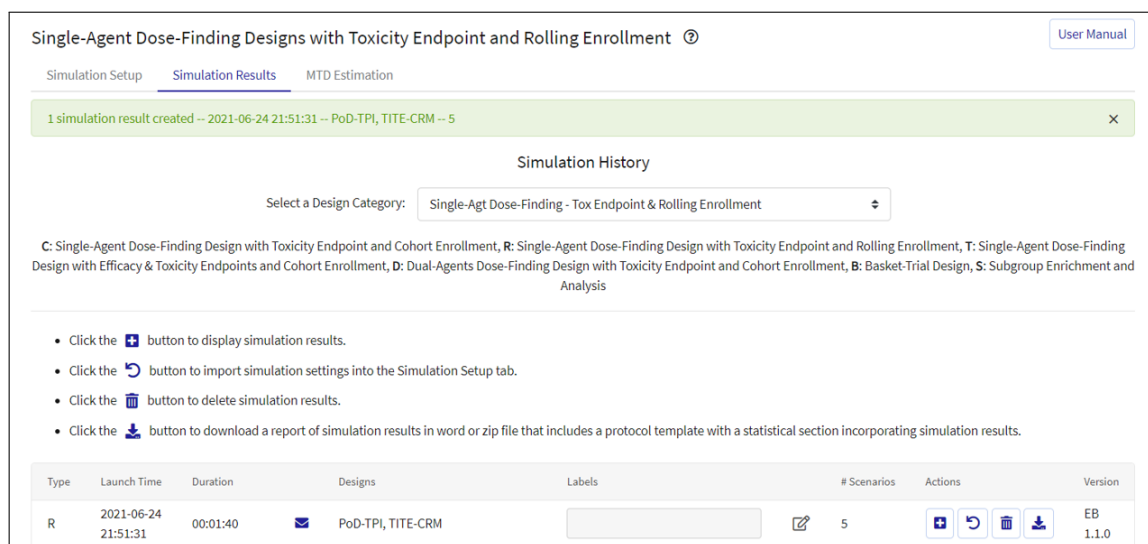 Single-Agent Dose-Finding Designs with Toxicity Endpoint and Rolling Enrollment
User Manual
Simulation Setup Simulation Results MTD Estimation
1 simulation result created -- 2021-06-24 21:51:31 -- PoD-TPI, TITE-CRM -- 5
Simulation History
Select a Design Category: Single-Agt Dose-Finding - Tox Endpoint & Rolling Enrollment
C: Single-Agent Dose-Finding Design with Toxicity Endpoint and Cohort Enrollment, R: Single-Agent Dose-Finding Design with Toxicity Endpoint and Rolling Enrollment, T: Single-Agent Dose-Finding
Design with Efficacy & Toxicity Endpoints and Cohort Enrollment, D: Dual-Agents Dose-Finding Design with Toxicity Endpoint and Cohort Enrollment, B: Basket-Trial Design, S: Subgroup Enrichment and
Analysis
• Click the button to display simulation results.
• Click the button to import simulation settings into the Simulation Setup tab.
• Click the button to delete simulation results.
• Click the button to download a report of simulation results in word or zip file that includes a protocol template with a statistical section incorporating simulation results.
Type Launch Time Duration Designs Labels # Scenarios Actions Version
R 2021-06-24 21:51:31 00:01:40 PoD-TPI, TITE-CRM 5 EB 1.1.0